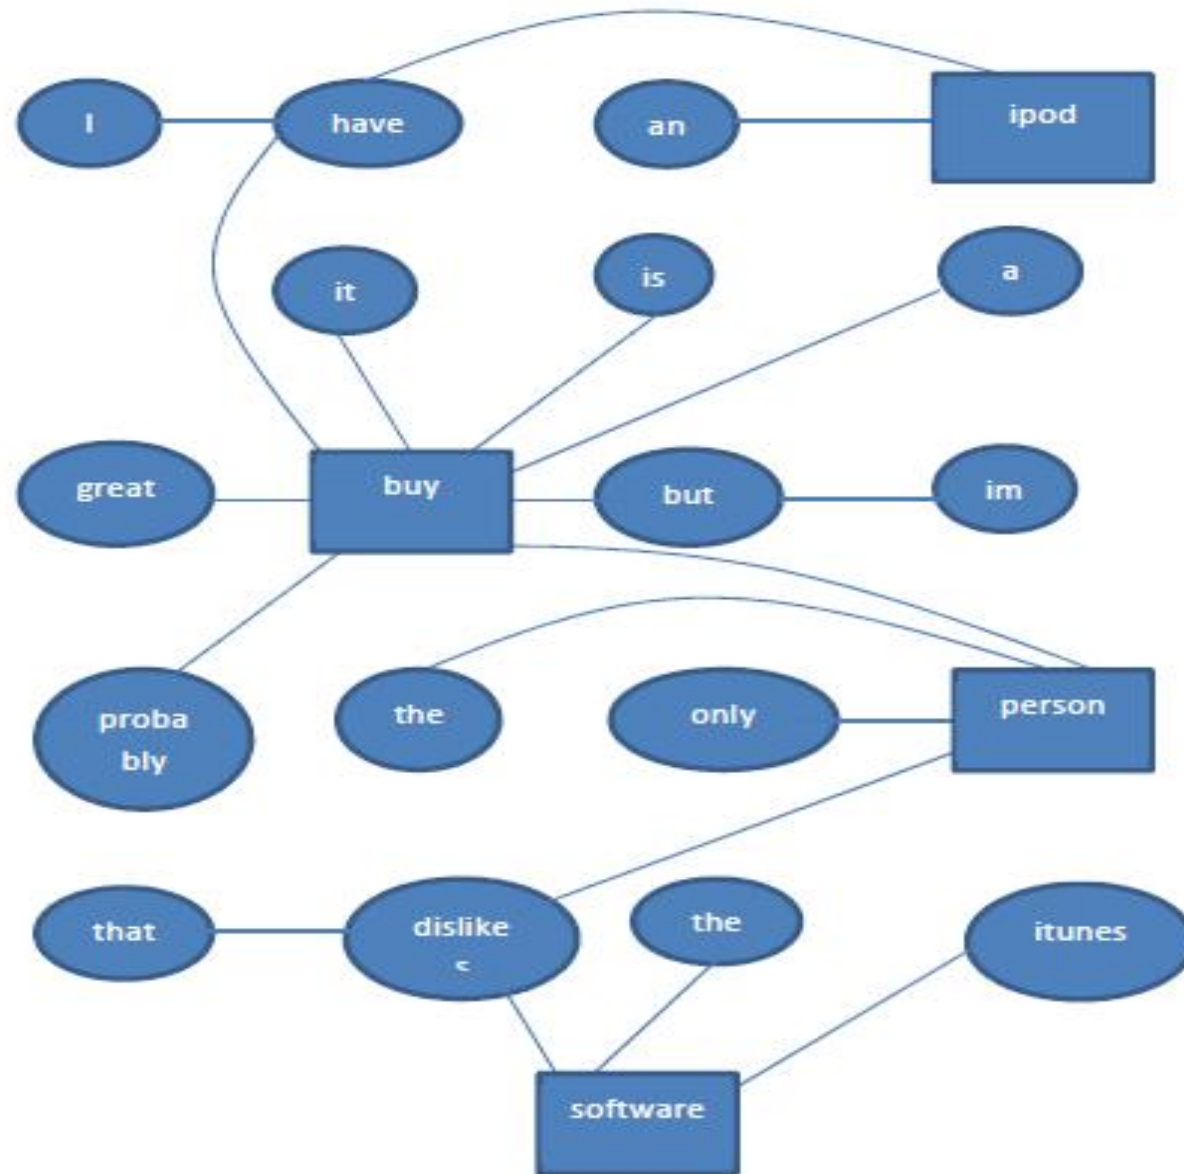 I
have
an
ipod
it
is
a
great
buy
but
im
proba
bly
the
only
person
that
dislike
the
itunes
software